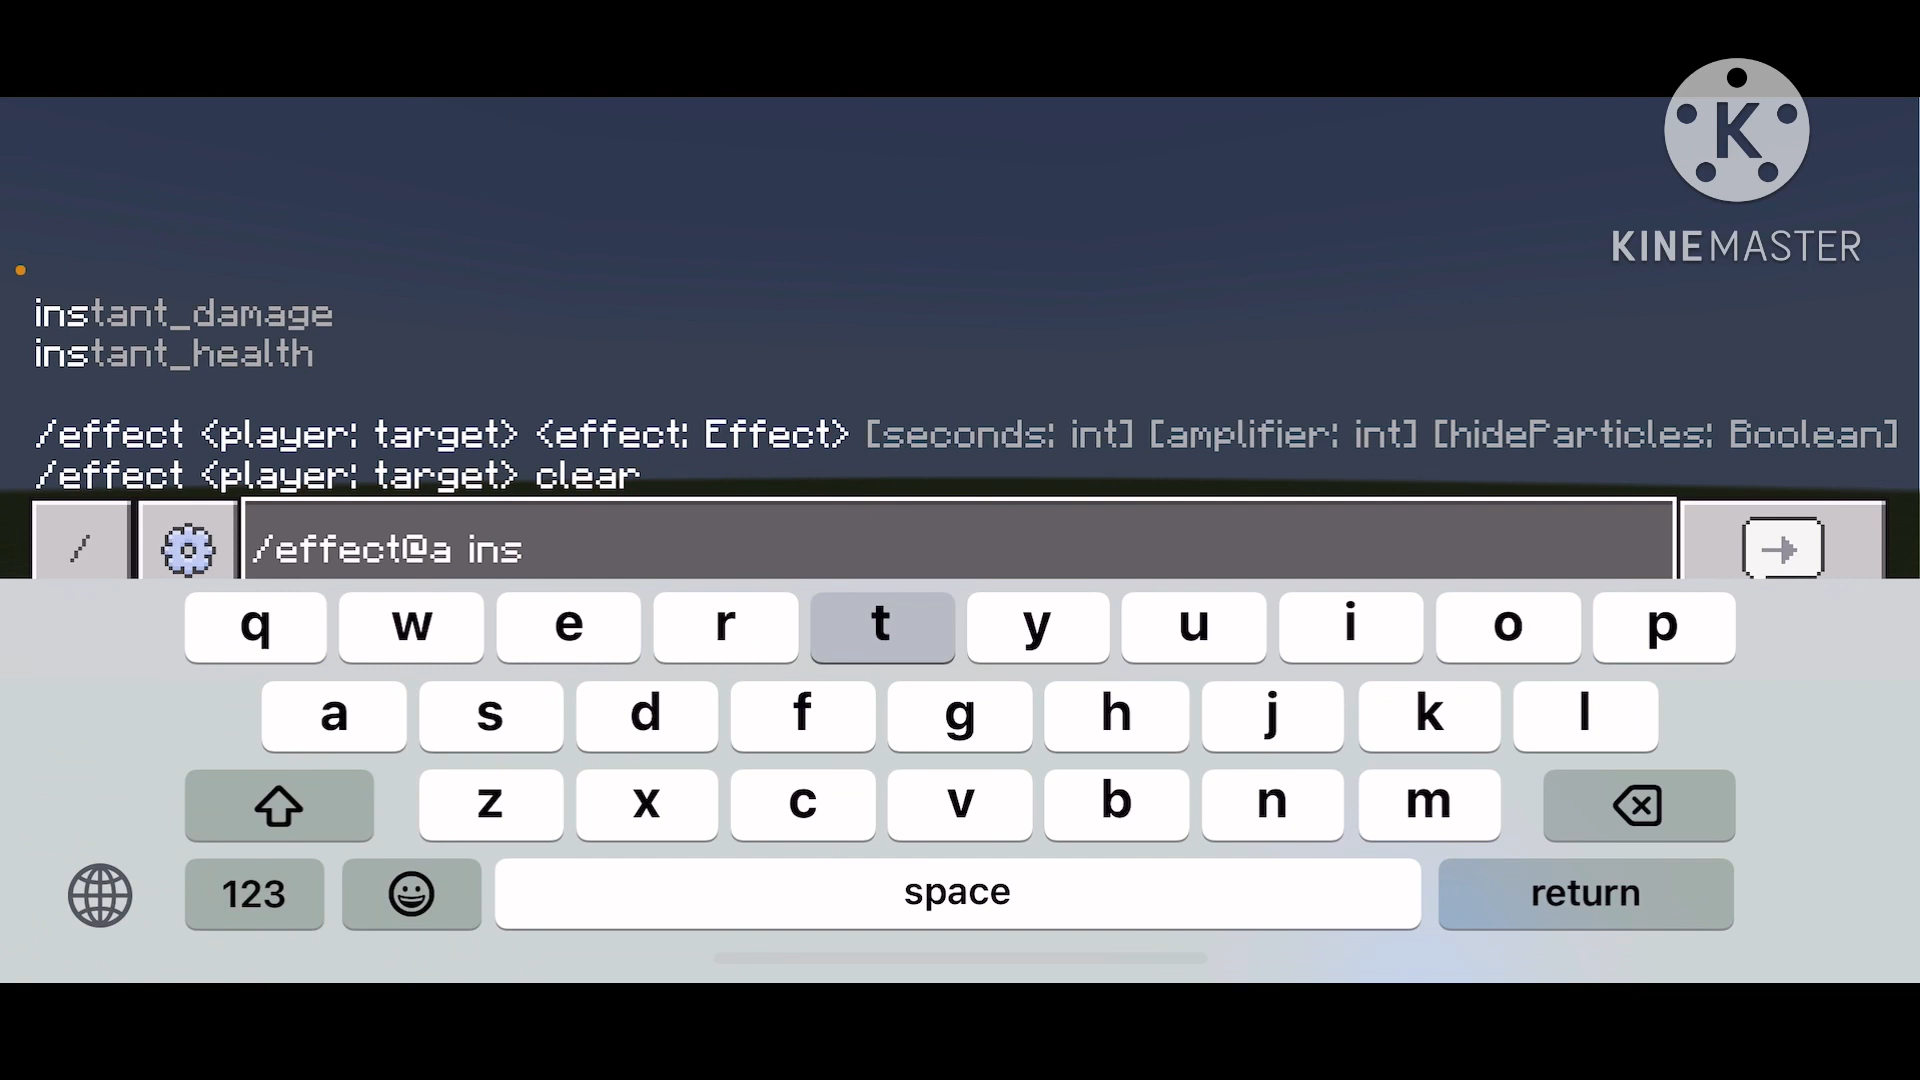 K
KINEMASTER
instant_damage
instant_health
/effect <player: target> <effect: Effect> [seconds: int] [amplifier: int] [hideParticles: Boolean]
/effect <player: target> clear
/ /effect@a ins
q w e r t y u i o p
a s d f g h j k l
z x c v b n m
123 space return